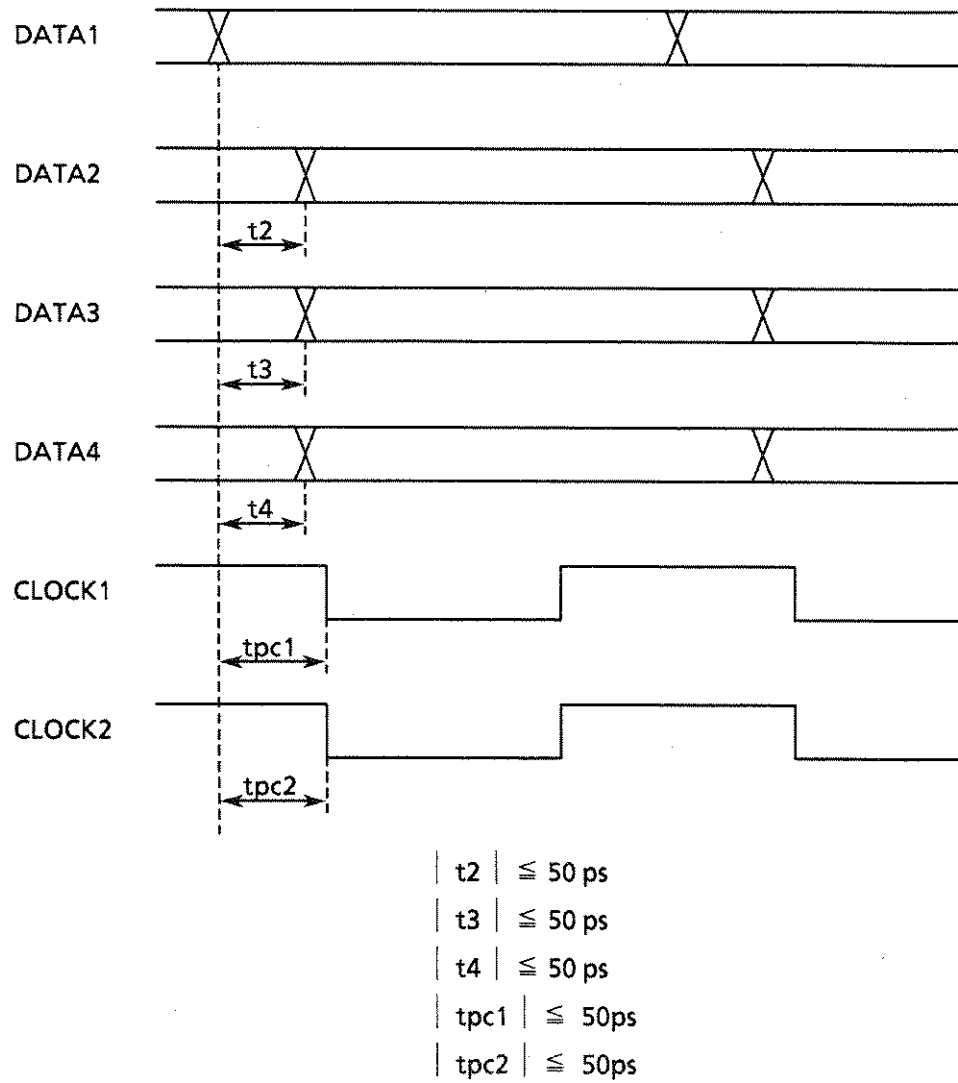 DATA1
DATA2
t2
DATA3
t3
DATA4
t4
CLOCK1
tpc1
CLOCK2
tpc2
| t2 | ≦ 50 ps
| t3 | ≦ 50 ps
| t4 | ≦ 50 ps
| tpc1 | ≦ 50ps
| tpc2 | ≦ 50ps